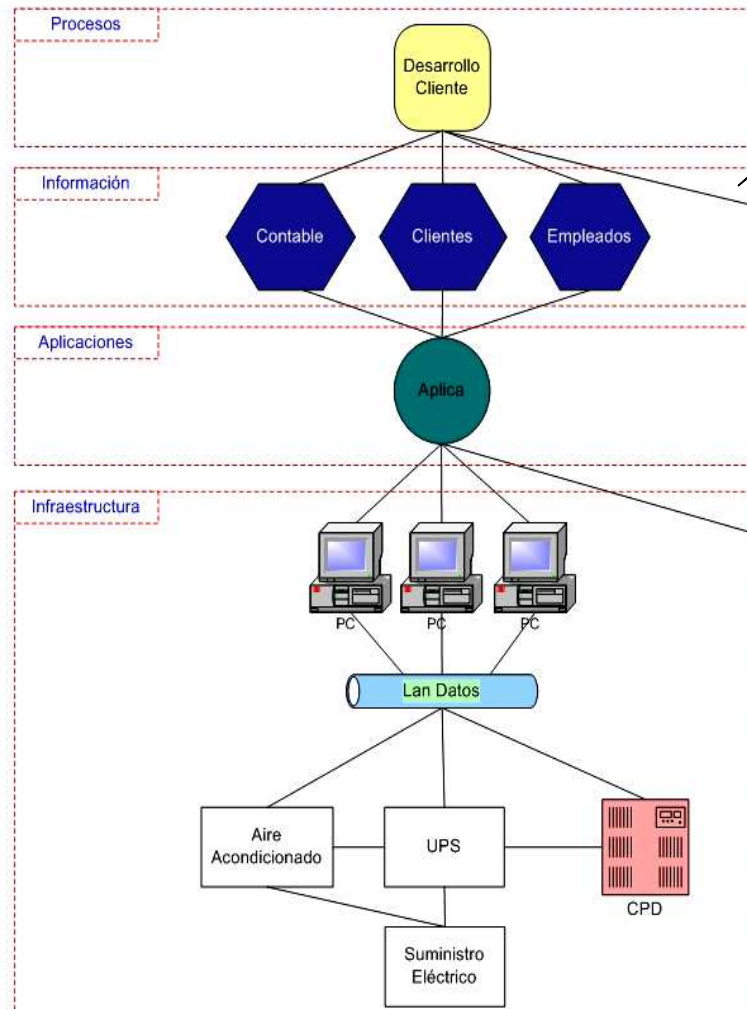 Procesos
Desarrollo
Cliente
Información
Contable
Clientes
Empleados
Aplicaciones
Aplica
Infraestructura
PC
PC
PC
Lan Datos
Aire
Acondicionado
UPS
CPD
Suministro
Eléctrico